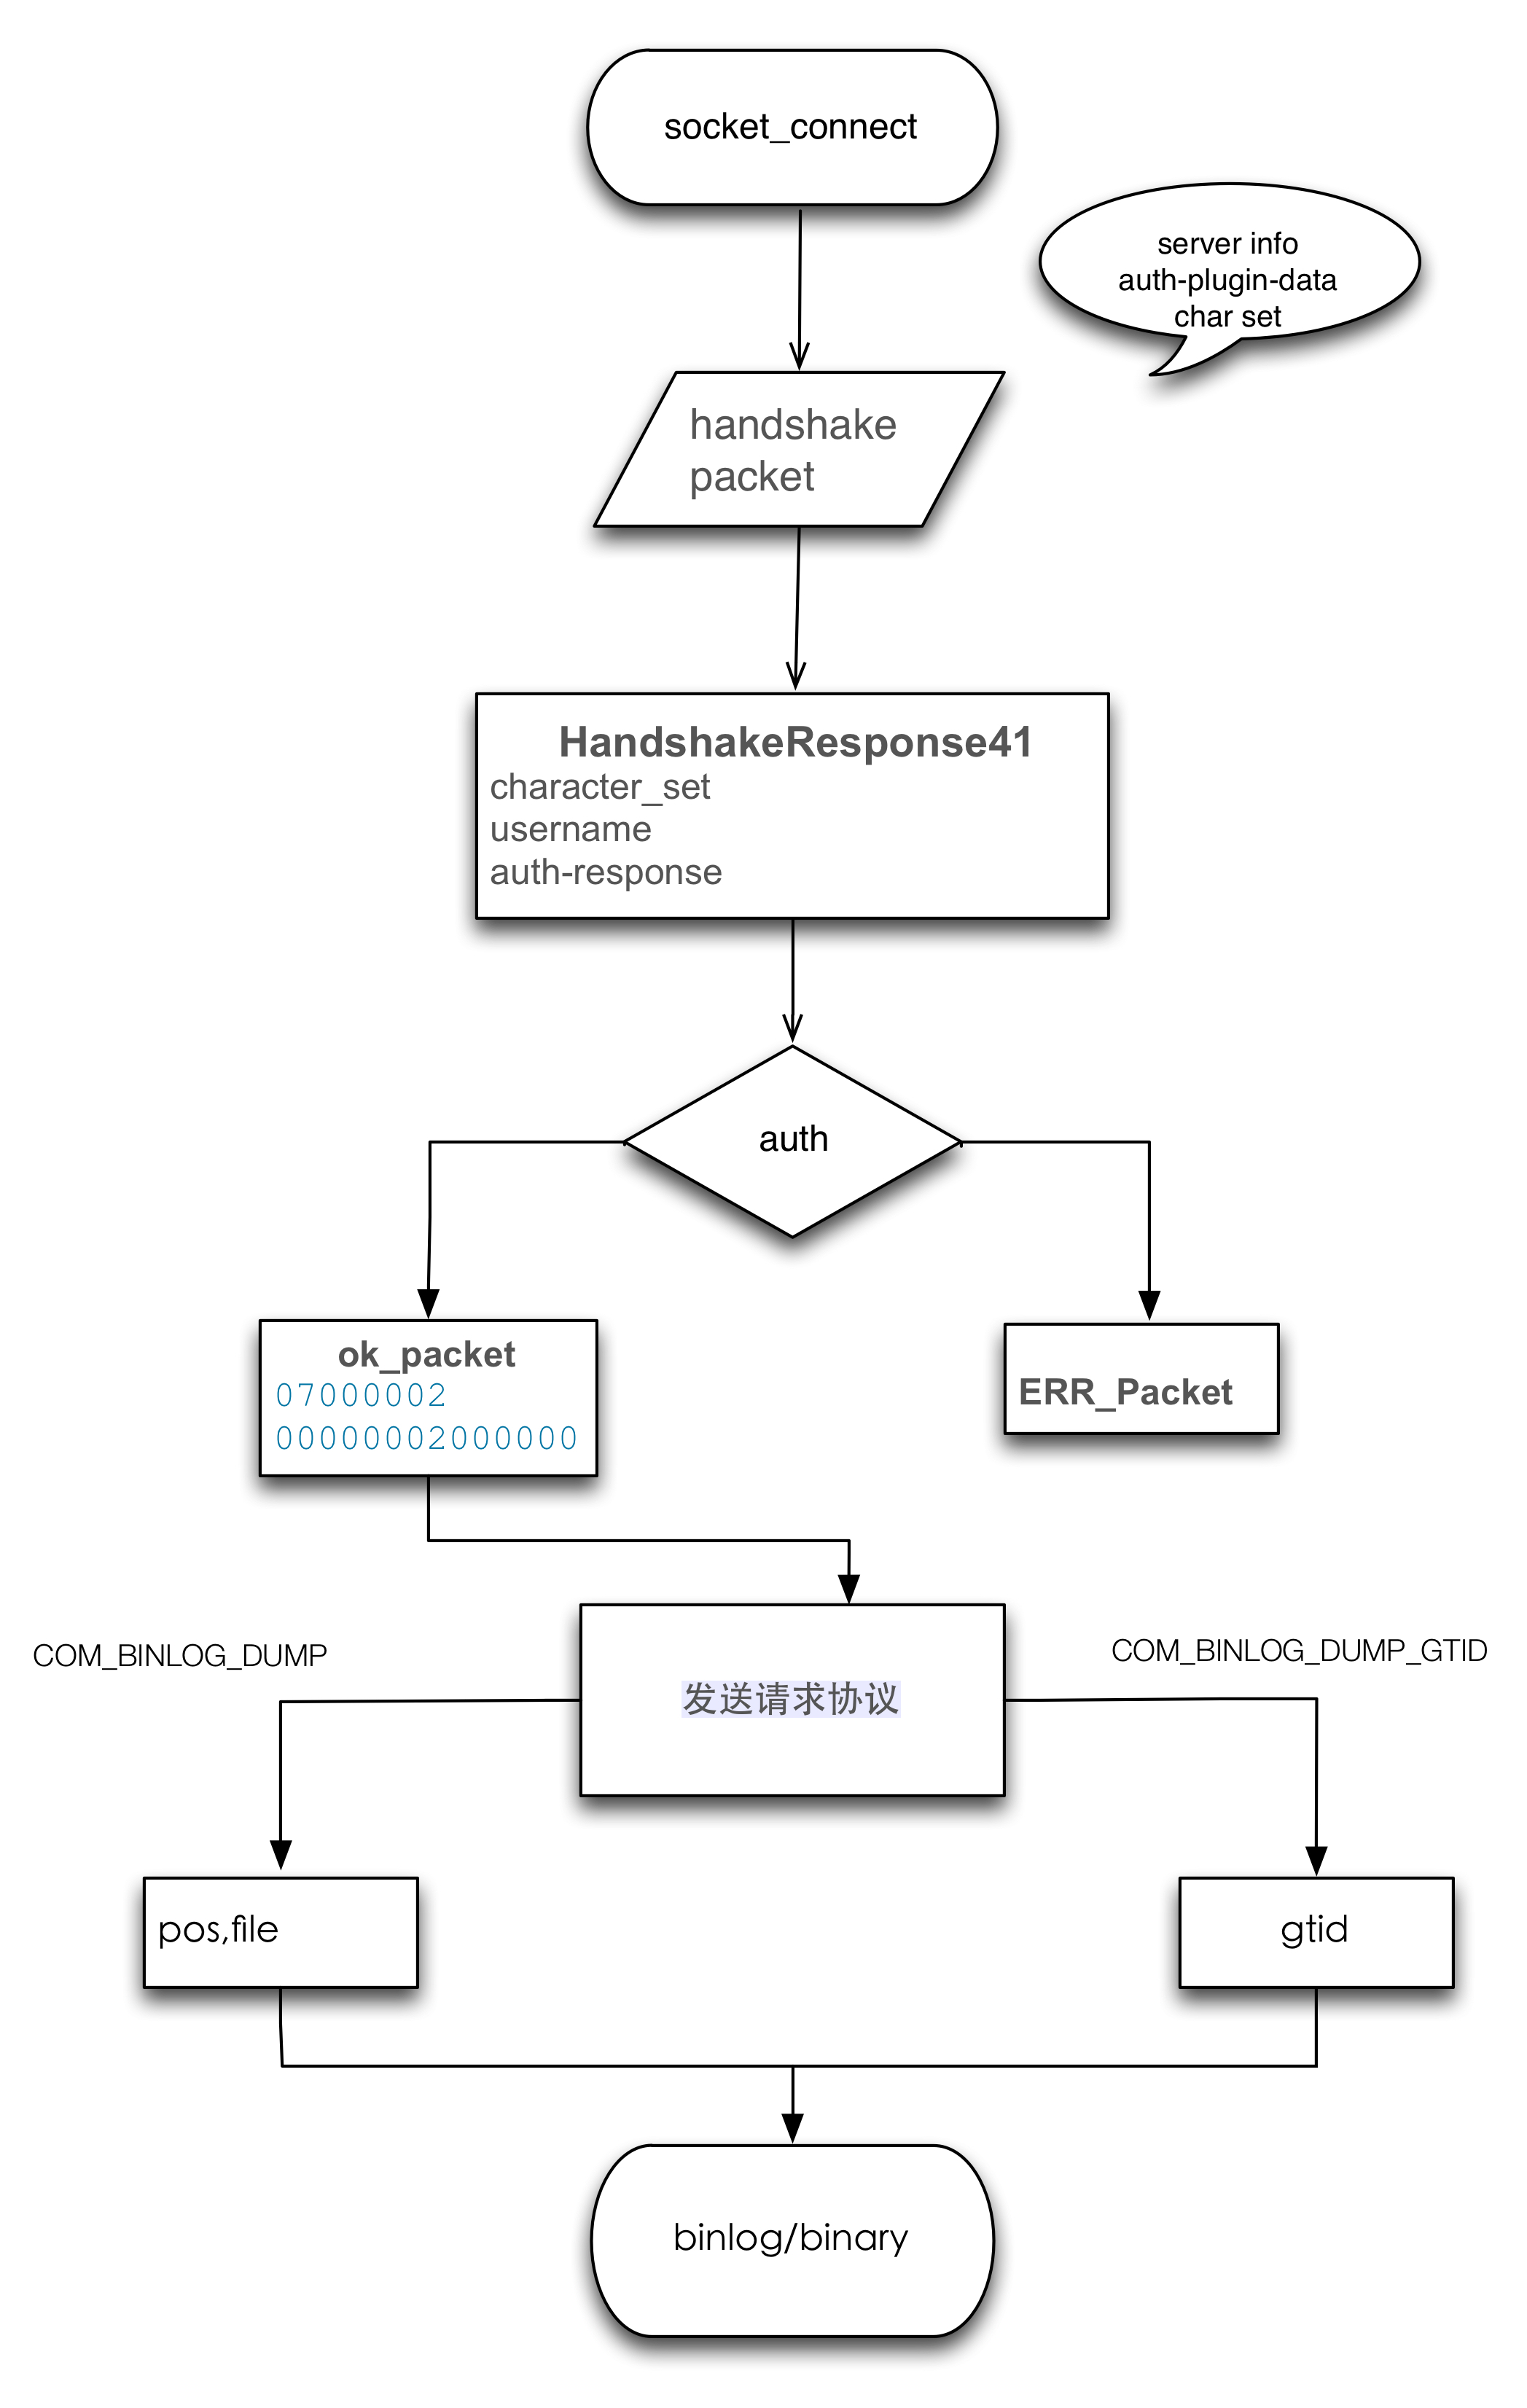 socket_connect
server info
auth-plugin-data
char set
handshake
packet
HandshakeResponse41
character_set
username
auth-response
auth
ok_packet
07000002
00000002000000
ERR_Packet
COM_BINLOG_DUMP
COM_BINLOG_DUMP_GTID
发送请求协议
pos,file
gtid
binlog/binary